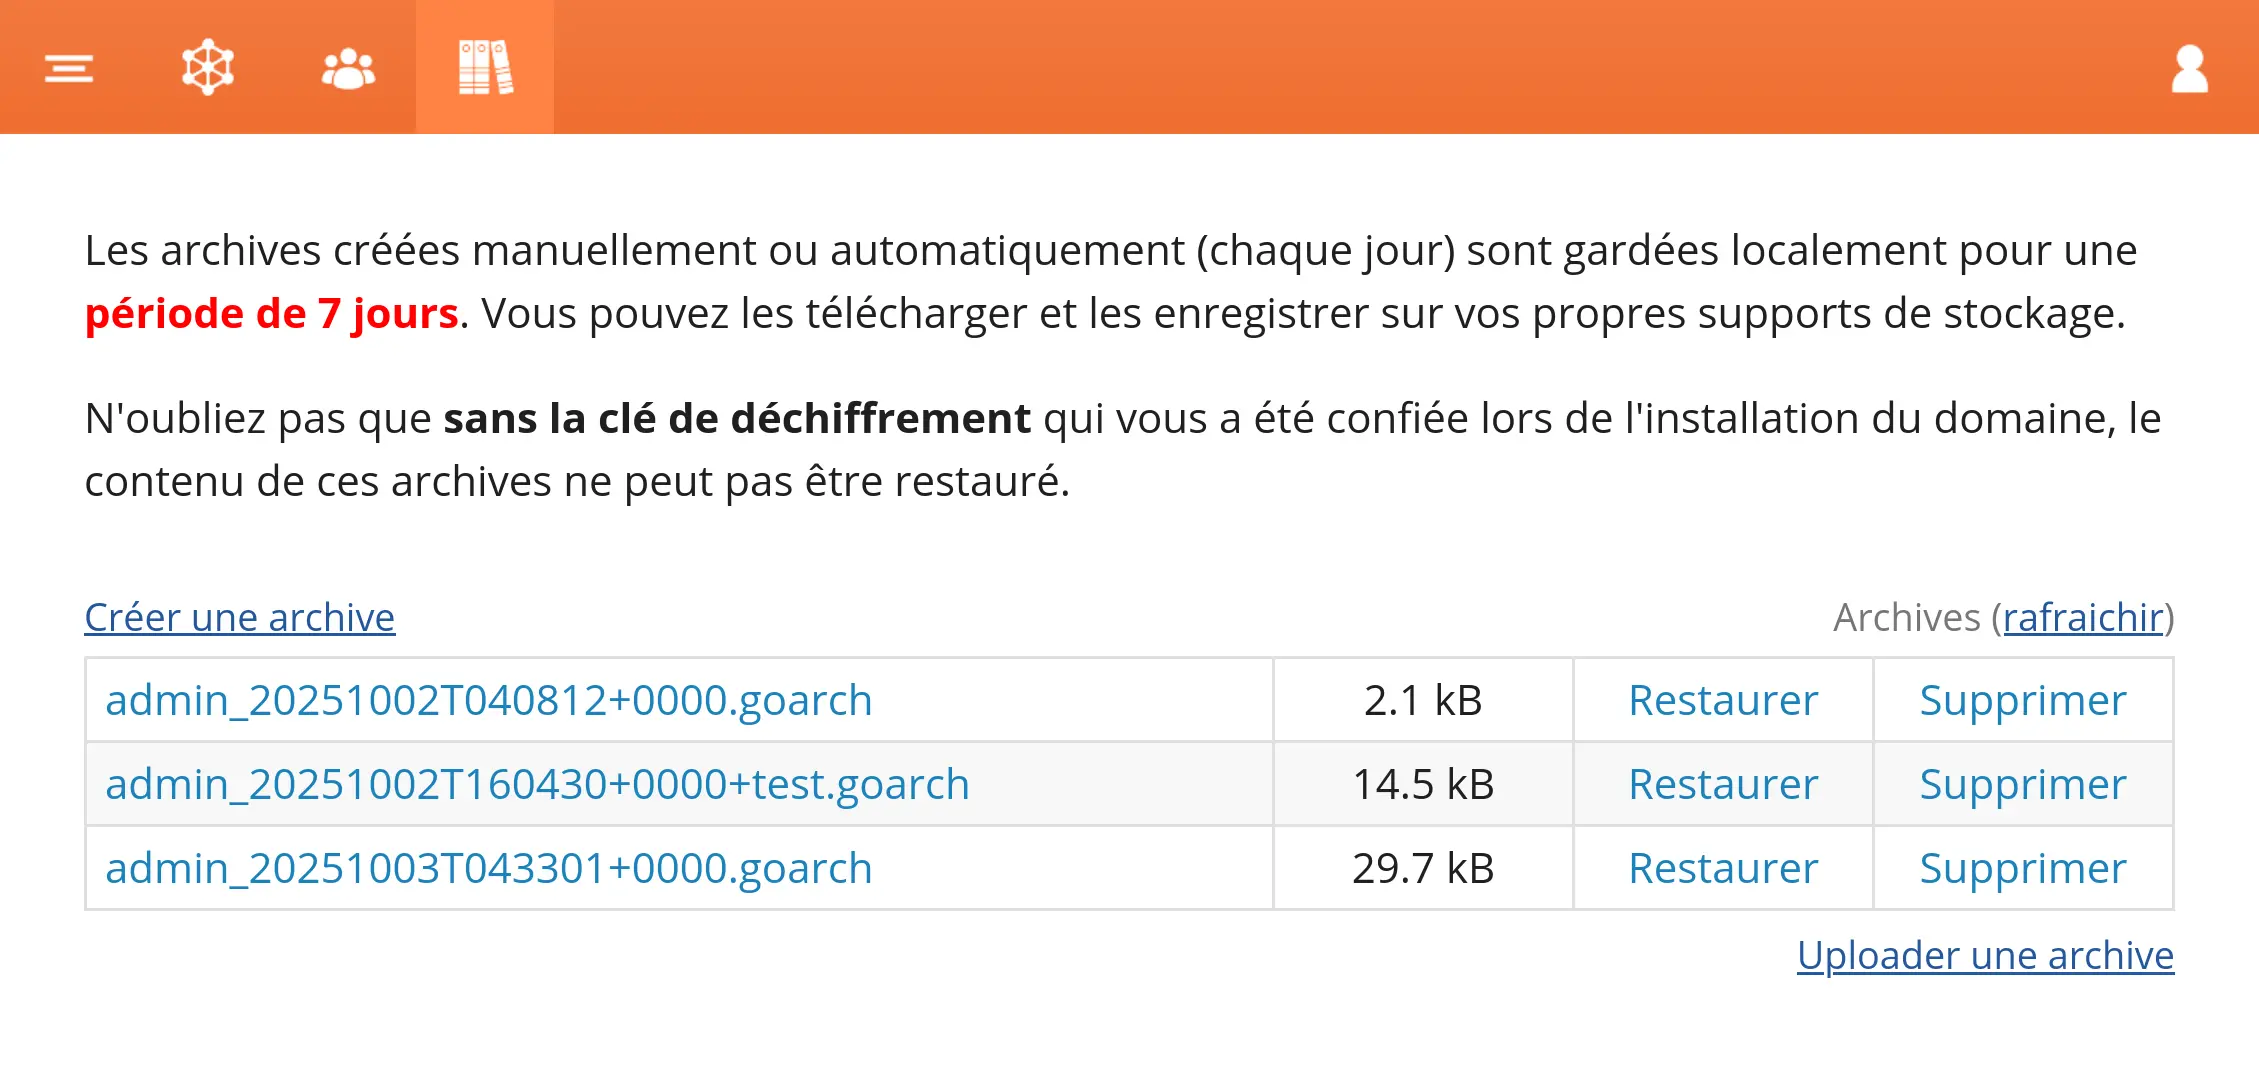 Les archives créées manuellement ou automatiquement (chaque jour) sont gardées localement pour une
période de 7 jours. Vous pouvez les télécharger et les enregistrer sur vos propres supports de stockage.
N'oubliez pas que sans la clé de déchiffrement qui vous a été confiée lors de l'installation du domaine, le
contenu de ces archives ne peut pas être restauré.
Créer une archive Archives (rafraichir)
admin_20251002T040812+0000.goarch 2.1 kB Restaurer Supprimer
admin_20251002T160430+0000+test.goarch 14.5 kB Restaurer Supprimer
admin_20251003T043301+0000.goarch 29.7 kB Restaurer Supprimer
Uploader une archive